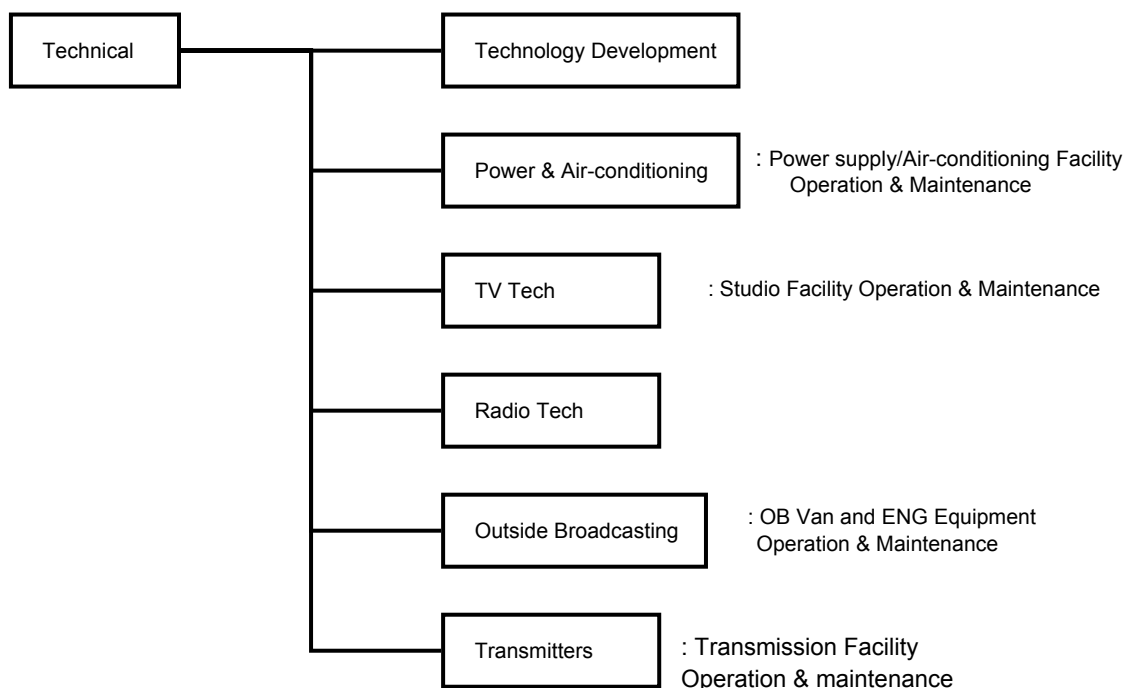 Technical
Technology Development
Power & Air-conditioning
: Power supply/Air-conditioning Facility
Operation & Maintenance
TV Tech
: Studio Facility Operation & Maintenance
Radio Tech
Outside Broadcasting
: OB Van and ENG Equipment
Operation & Maintenance
Transmitters
: Transmission Facility
Operation & maintenance